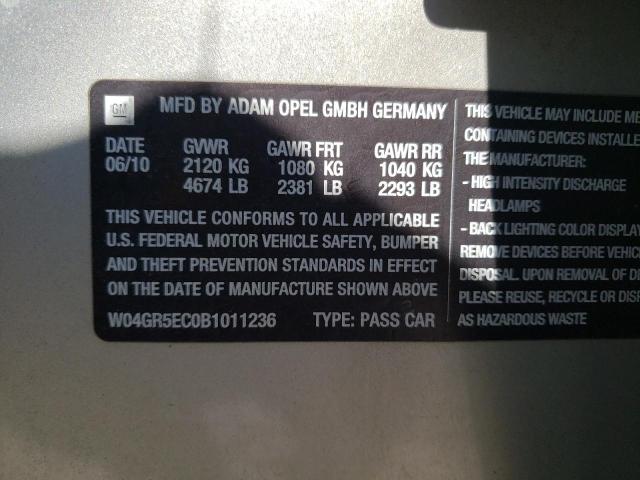 GM
MFD BY ADAM OPEL GMBH GERMANY
DATE GVWR GAWR FRT GAWR RR
06/10 2120 KG 1080 KG 1040 KG
4674 LB 2381 LB 2293 LB
THIS VEHICLE CONFORMS TO ALL APPLICABLE
U.S. FEDERAL MOTOR VEHICLE SAFETY, BUMPER
AND THEFT PREVENTION STANDARDS IN EFFECT
ON THE DATE OF MANUFACTURE SHOWN ABOVE
W04GR5EC0B1011236 TYPE: PASS CAR
THIS VEHICLE MAY INCLUDE ME
CONTAINING DEVICES INSTALLE
THE MANUFACTURER:
- HIGH INTENSITY DISCHARGE
HEADLAMPS
- BACK LIGHTING COLOR DISPLAY
REMOVE DEVICES BEFORE VEHIC
DISPOSAL. UPON REMOVAL OF D
PLEASE REUSE, RECYCLE OR DIS
AS HAZARDOUS WASTE